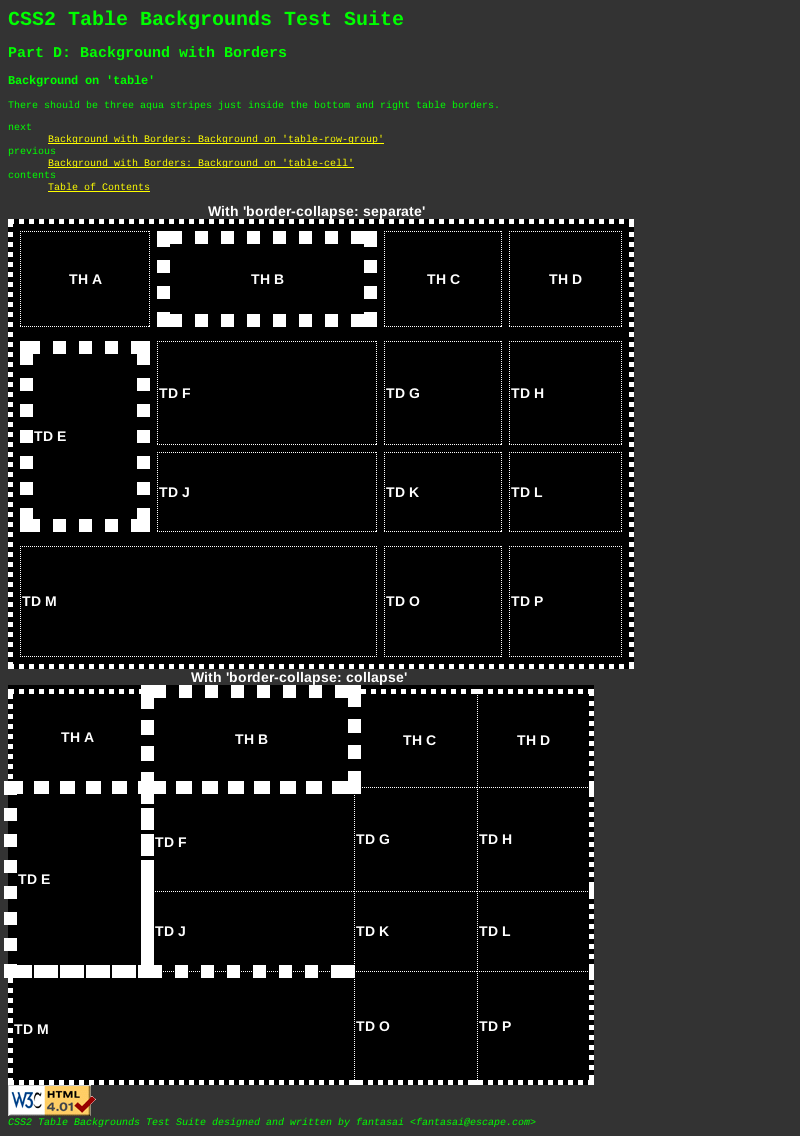 CSS2 Table Backgrounds Test Suite
Part D: Background with Borders
Background on 'table'
There should be three aqua stripes just inside the bottom and right table borders.
next
Background with Borders: Background on 'table-row-group'
previous
Background with Borders: Background on 'table-cell'
contents
Table of Contents
With 'border-collapse: separate'
TH A TH B TH C TH D
TD F TD G TD H
TD E
TD J TD K TD L
TD M TD O TD P
With 'border-collapse: collapse'
TH A TH B TH C TH D
TD F TD G TD H
TD E
TD J TD K TD L
TD M TD O TD P
W3C HTML 4.01
CSS2 Table Backgrounds Test Suite designed and written by fantasai <fantasai@escape.com>